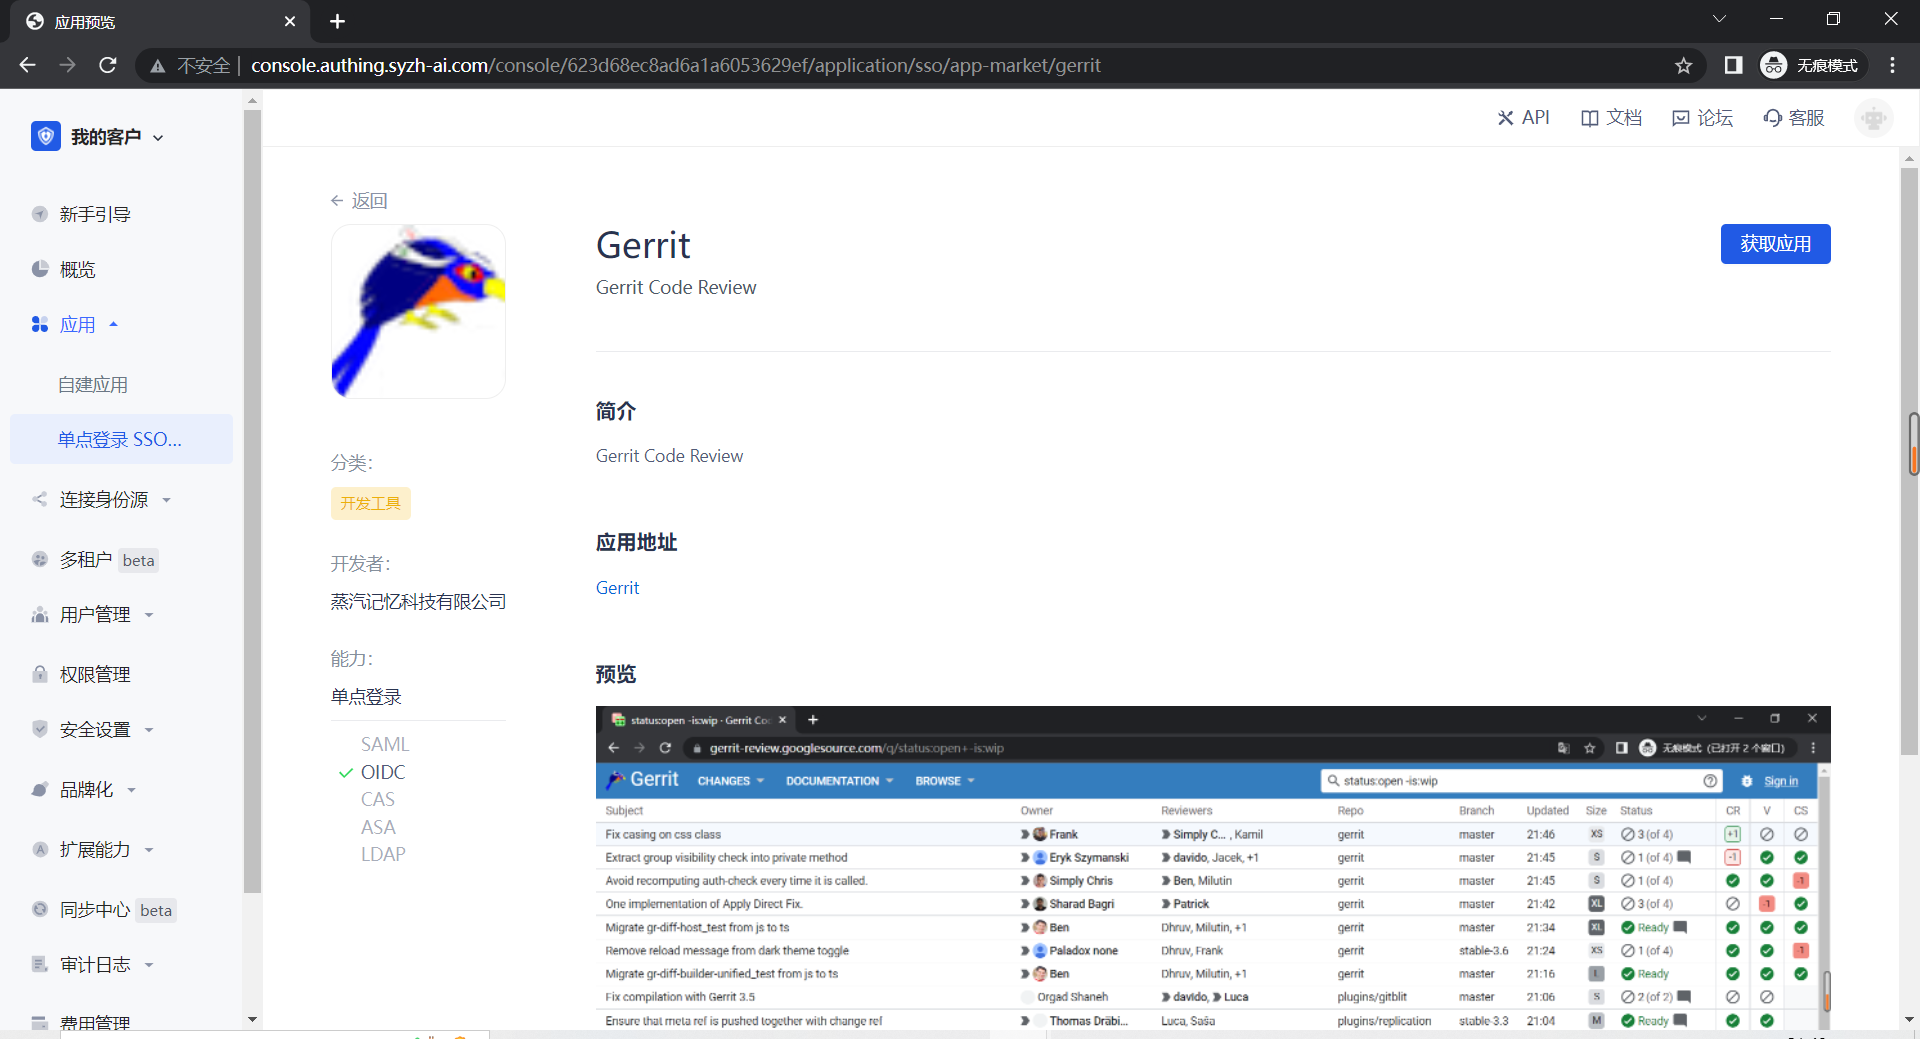 应用预览
不安全 | console.authing.syzh-ai.com/console/623d68ec8ad6a1a6053629ef/application/sso/app-market/gerrit
无痕模式
我的客户
API 文档 论坛 客服
新手引导
概览
应用
自建应用
单点登录 SSO...
连接身份源
多租户 beta
用户管理
权限管理
安全设置
品牌化
扩展能力
同步中心 beta
审计日志
费用管理
返回
分类：
开发工具
开发者：
蒸汽记忆科技有限公司
能力：
单点登录
SAML
OIDC
CAS
ASA
LDAP
Gerrit
Gerrit Code Review
获取应用
简介
Gerrit Code Review
应用地址
Gerrit
预览
status:open -is:wip · Gerrit Co
gerrit-review.googlesource.com/q/status:open+-is:wip
无痕模式 (已打开 2 个窗口)
Gerrit CHANGES DOCUMENTATION BROWSE status:open -is:wip Sign in
Subject Owner Reviewers Repo Branch Updated Size Status CR V CS
Fix casing on css class Frank Simply C... , Kamil gerrit master 21:46 XS 3 (of 4) +1
Extract group visibility check into private method Eryk Szymanski davido, Jacek, +1 gerrit master 21:45 S 1 (of 4) -1
Avoid recomputing auth-check every time it is called. Simply Chris Ben, Milutin gerrit master 21:45 S 1 (of 4) -1
One implementation of Apply Direct Fix. Sharad Bagri Patrick gerrit master 21:42 XL 3 (of 4) -1
Migrate gr-diff-host_test from js to ts Ben Dhruv, Milutin, +1 gerrit master 21:34 XL Ready
Remove reload message from dark theme toggle Paladox none Dhruv, Frank gerrit stable-3.6 21:24 XS 1 (of 4) -1
Migrate gr-diff-builder-unified_test from js to ts Ben Dhruv, Milutin, +1 gerrit master 21:16 L Ready
Fix compilation with Gerrit 3.5 Orgad Shaneh davido, Luca plugins/gitblit master 21:06 S 2 (of 2)
Ensure that meta ref is pushed together with change ref Thomas Dräbi... Luca, Saša plugins/replication stable-3.3 21:04 M Ready